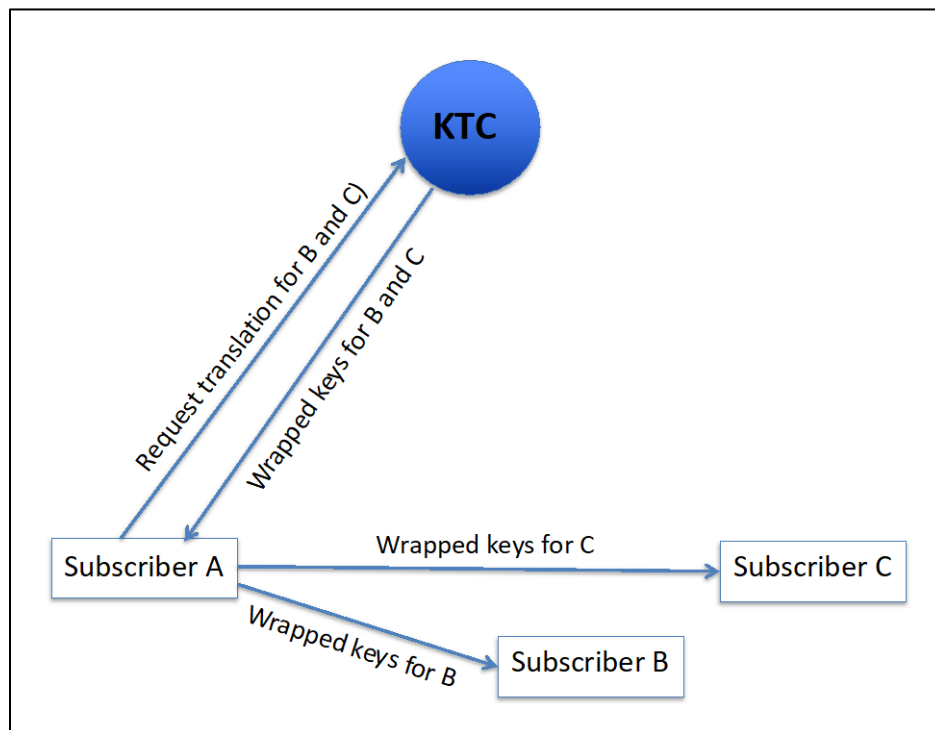 KTC
Request translation for B and C)
Wrapped keys for B and C
Subscriber A
Wrapped keys for C
Subscriber C
Wrapped keys for B
Subscriber B